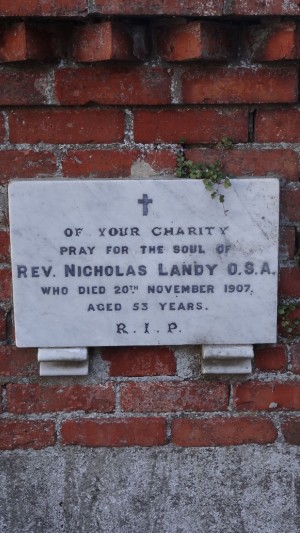 OF YOUR CHARITY
PRAY FOR THE SOUL OF
REV. NICHOLAS LANDY O.S.A.
WHO DIED 20TH NOVEMBER 1907,
AGED 53 YEARS.
R.I.P.